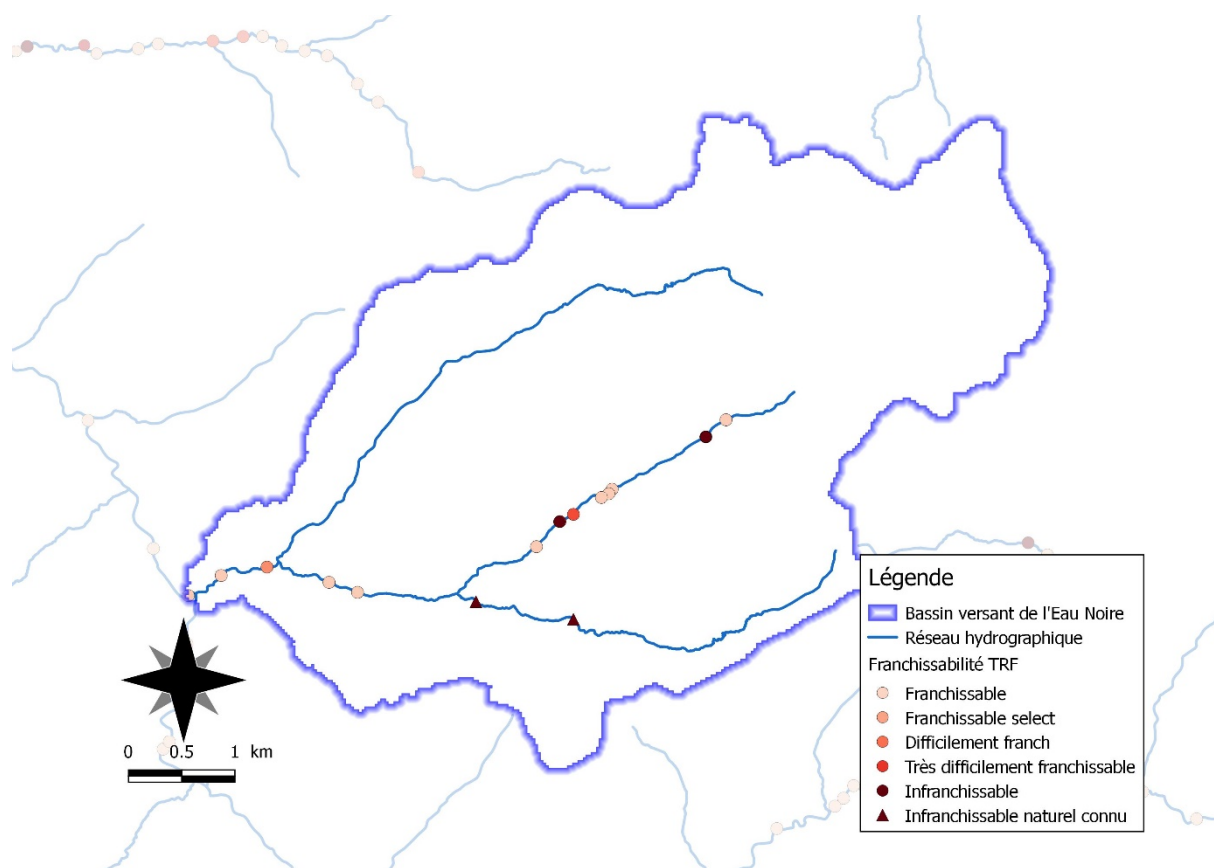 Légende
Bassin versant de l'Eau Noire
Réseau hydrographique
Franchissabilité TRF
Franchissable
Franchissable select
Difficilement franch
Très difficilement franchissable
Infranchissable
Infranchissable naturel connu
0 0.5 1 km